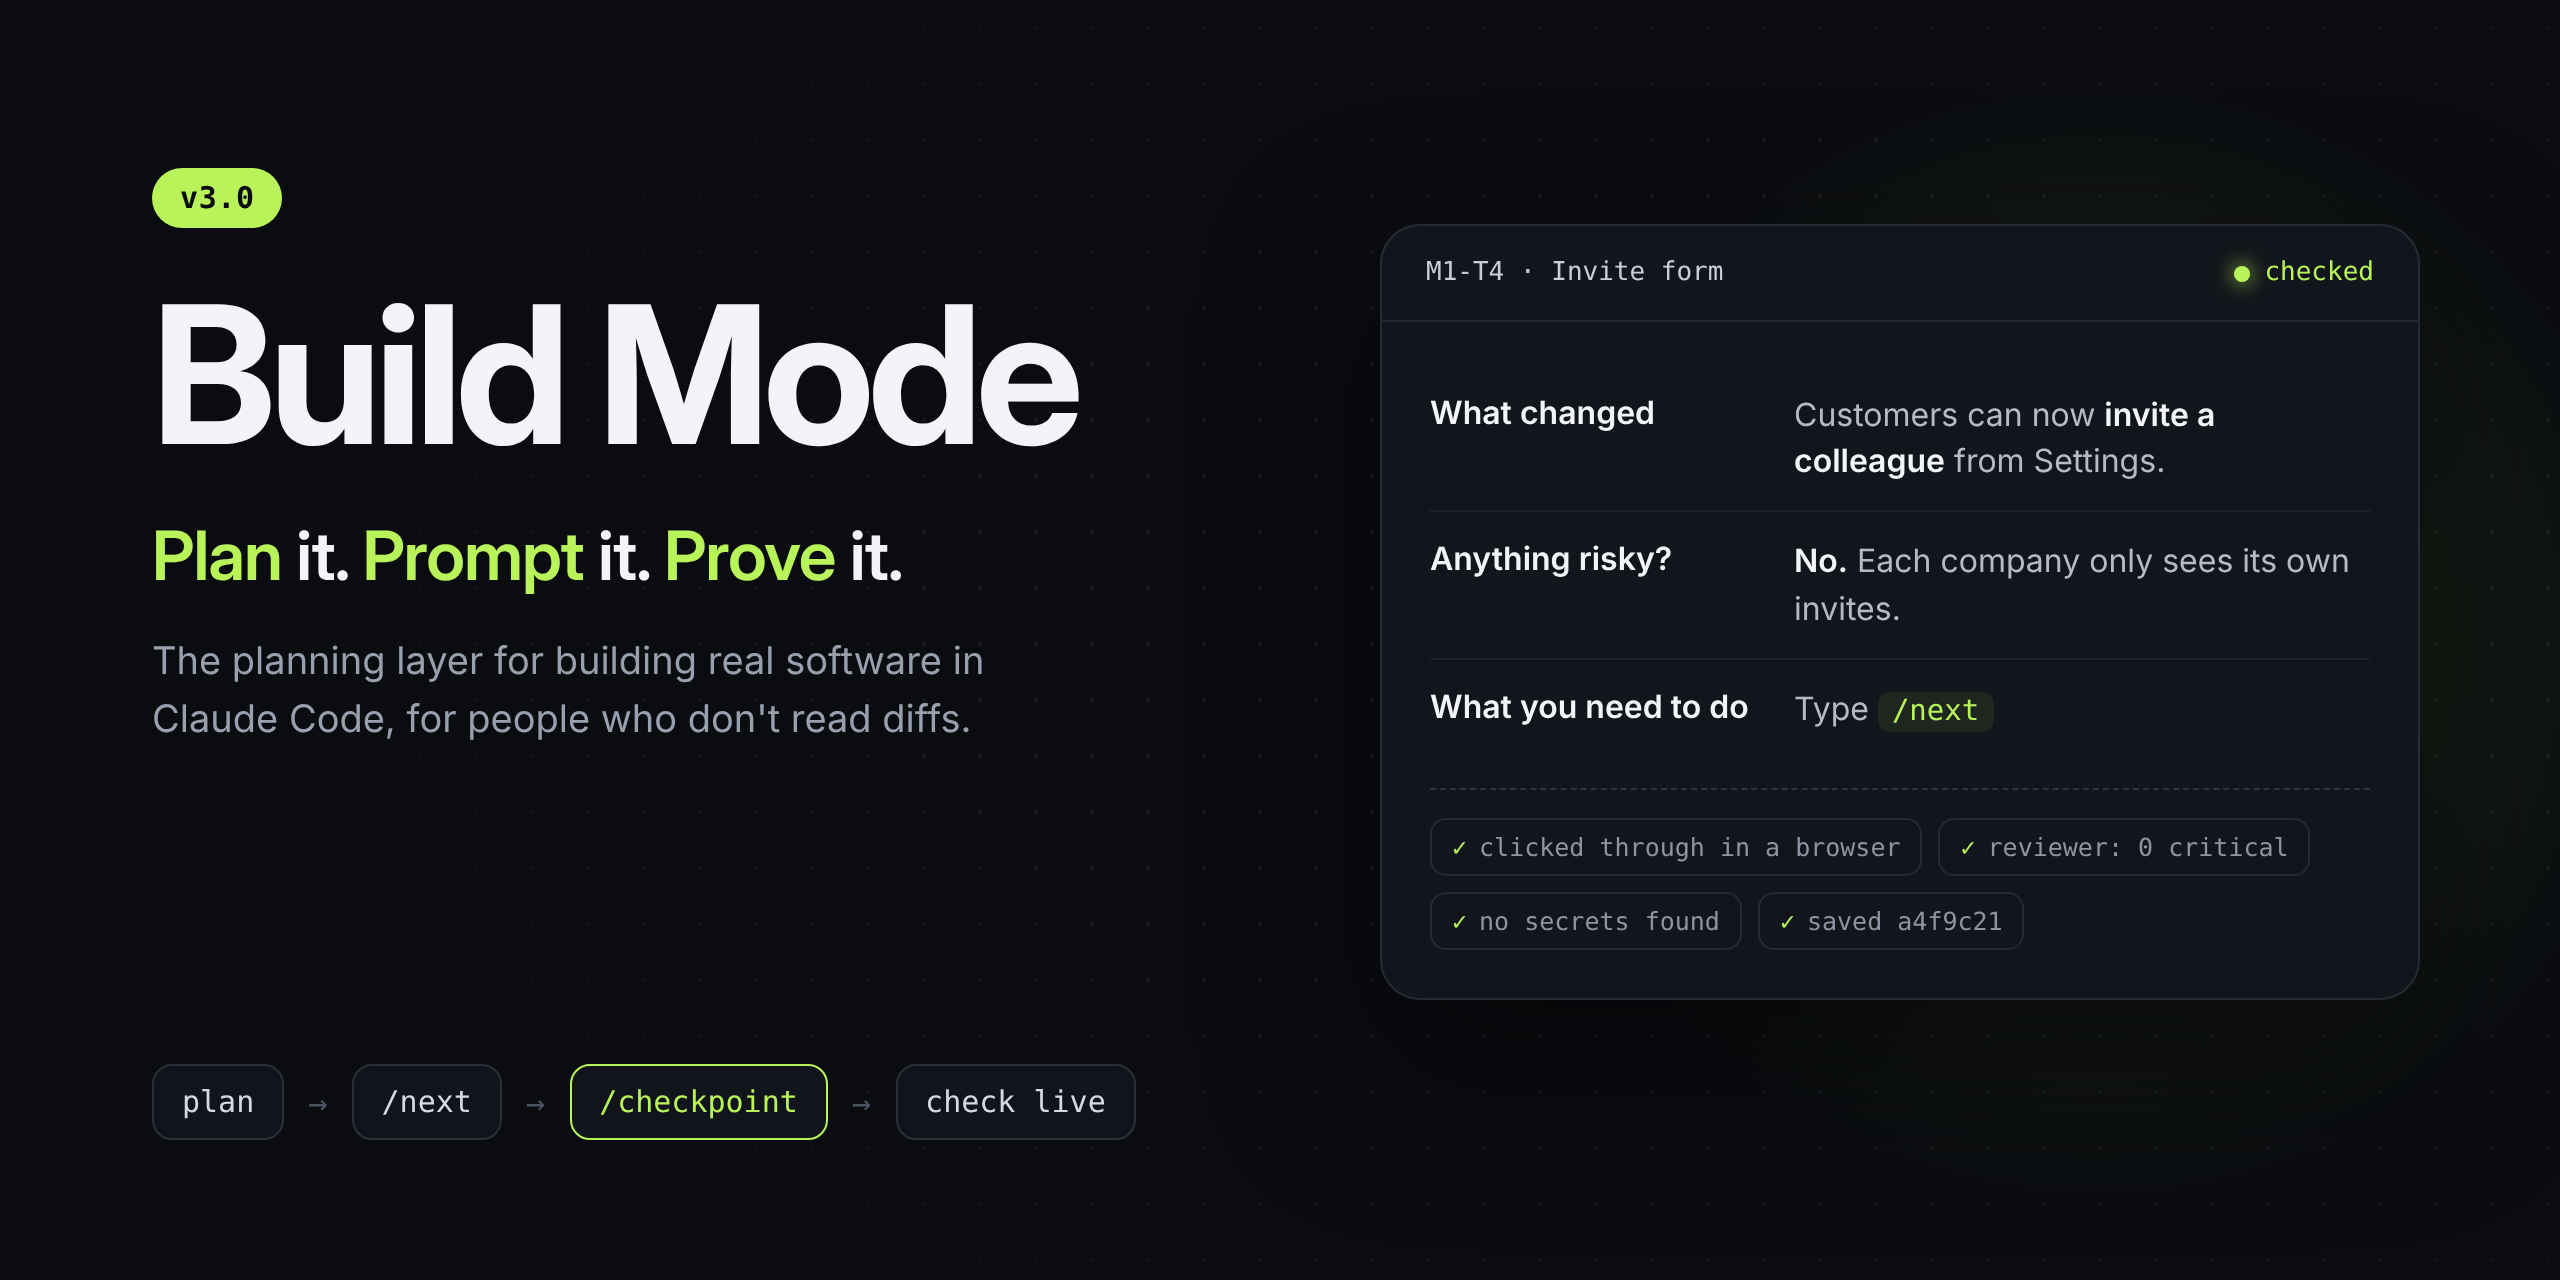 v3.0
Build Mode
Plan it. Prompt it. Prove it.
The planning layer for building real software in
Claude Code, for people who don't read diffs.
plan → /next → /checkpoint → check live
M1-T4 · Invite form
● checked
What changed
Customers can now invite a
colleague from Settings.
Anything risky?
No. Each company only sees its own
invites.
What you need to do
Type /next
✓ clicked through in a browser
✓ reviewer: 0 critical
✓ no secrets found
✓ saved a4f9c21